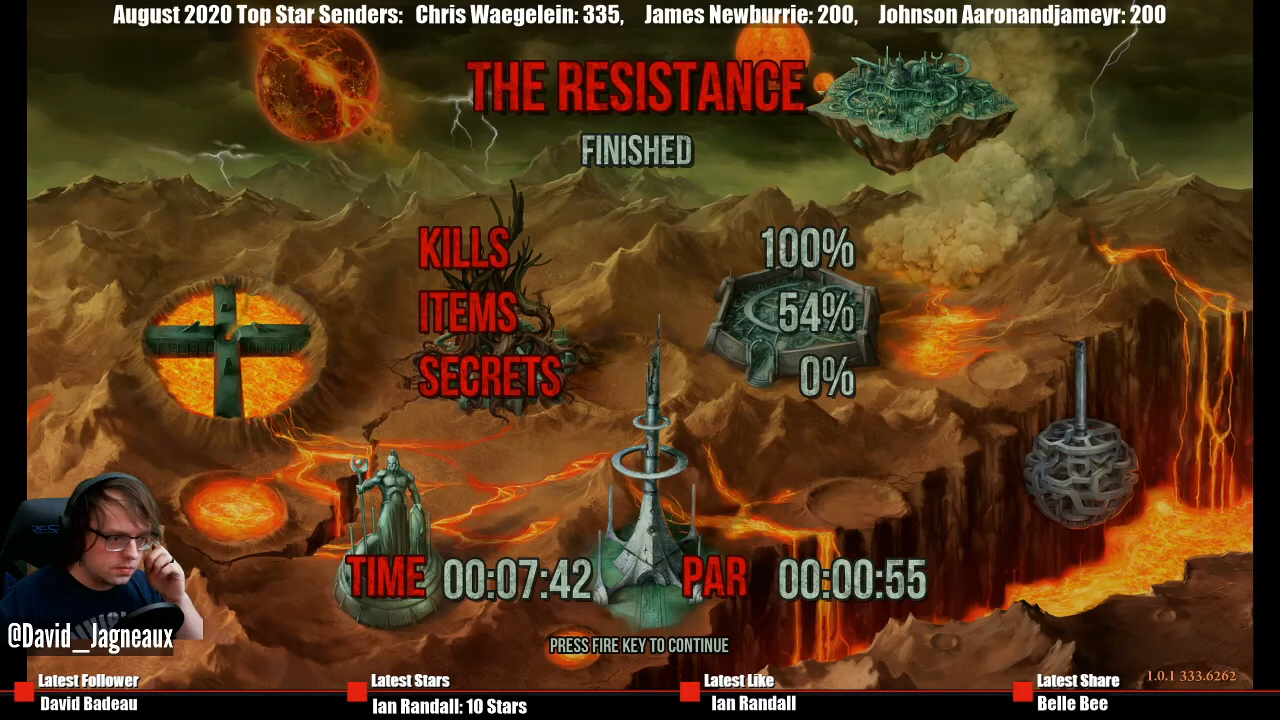 August 2020 Top Star Senders: Chris Waegelein: 335, James Newburrie: 200, Johnson Aaronandjameyr: 200
THE RESISTANCE
FINISHED
KILLS 100%
ITEMS 54%
SECRETS 0%
TIME 00:07:42 PAR 00:00:55
@David_Jagneaux
PRESS FIRE KEY TO CONTINUE
1.0.1 333.6262
Latest Follower Latest Stars Latest Like Latest Share
David Badeau Ian Randall: 10 Stars Ian Randall Belle Bee